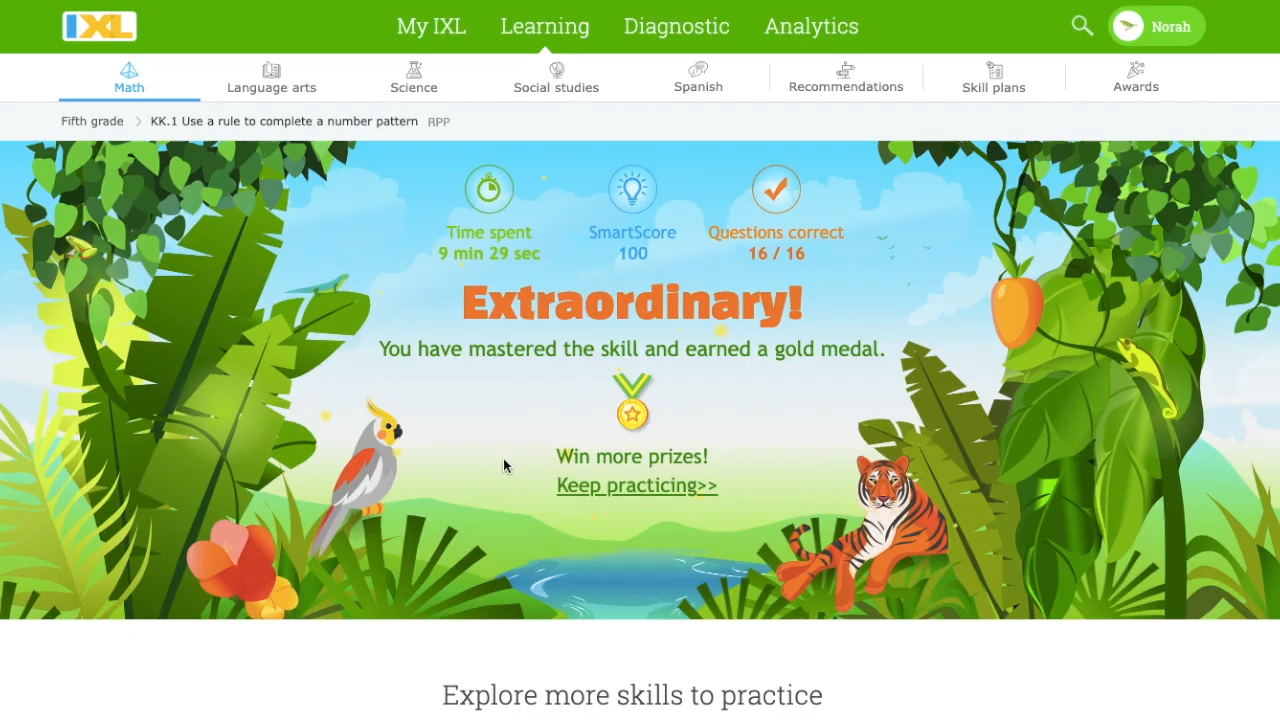 IXL
My IXL Learning Diagnostic Analytics
Norah
Math Language arts Science Social studies Spanish Recommendations Skill plans Awards
Fifth grade KK.1 Use a rule to complete a number pattern RPP
Time spent SmartScore Questions correct
9 min 29 sec 100 16 / 16
Extraordinary!
You have mastered the skill and earned a gold medal.
Win more prizes!
Keep practicing>>
Explore more skills to practice